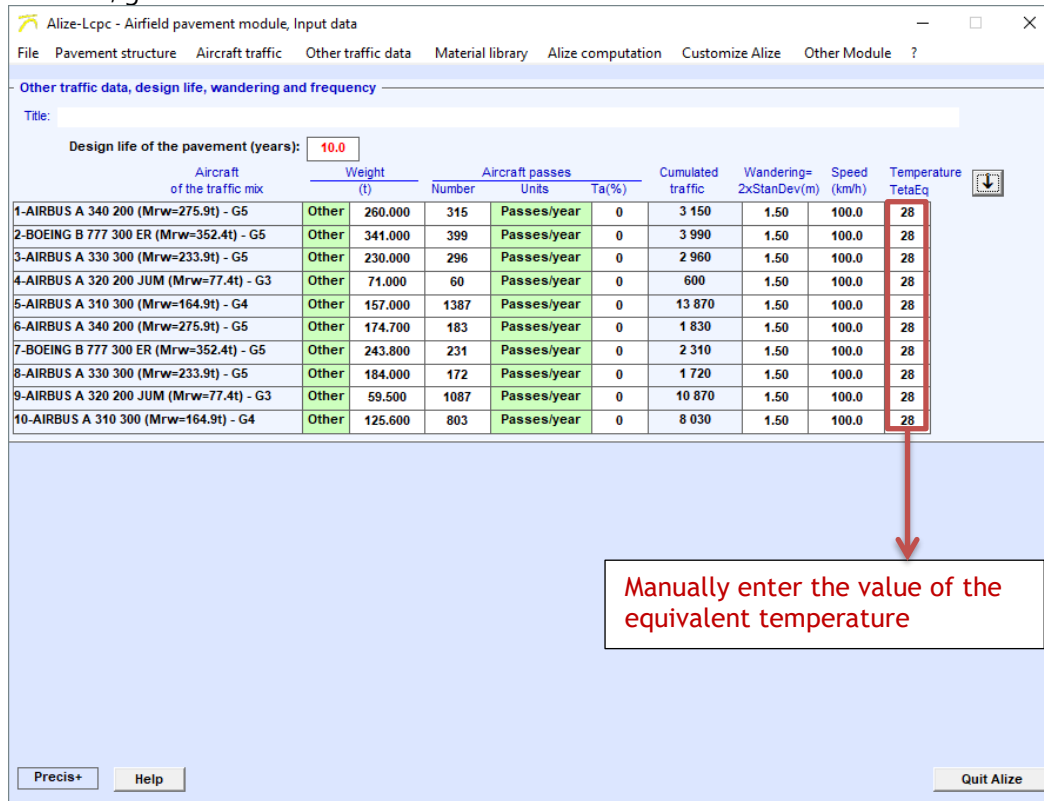 Alize-Lcpc - Airfield pavement module, Input data
File Pavement structure Aircraft traffic Other traffic data Material library Alize computation Customize Alize Other Module ?
Other traffic data, design life, wandering and frequency
Title:
Design life of the pavement (years): 10.0
Aircraft Weight Aircraft passes Cumulated Wandering= Speed Temperature
of the traffic mix (t) Number Units Ta(%) traffic 2xStanDev(m) (km/h) TetaEq
1-AIRBUS A 340 200 (Mrw=275.9t) - G5 Other 260.000 315 Passes/year 0 3 150 1.50 100.0 28
2-BOEING B 777 300 ER (Mrw=352.4t) - G5 Other 341.000 399 Passes/year 0 3 990 1.50 100.0 28
3-AIRBUS A 330 300 (Mrw=233.9t) - G5 Other 230.000 296 Passes/year 0 2 960 1.50 100.0 28
4-AIRBUS A 320 200 JUM (Mrw=77.4t) - G3 Other 71.000 60 Passes/year 0 600 1.50 100.0 28
5-AIRBUS A 310 300 (Mrw=164.9t) - G4 Other 157.000 1387 Passes/year 0 13 870 1.50 100.0 28
6-AIRBUS A 340 200 (Mrw=275.9t) - G5 Other 174.700 183 Passes/year 0 1 830 1.50 100.0 28
7-BOEING B 777 300 ER (Mrw=352.4t) - G5 Other 243.800 231 Passes/year 0 2 310 1.50 100.0 28
8-AIRBUS A 330 300 (Mrw=233.9t) - G5 Other 184.000 172 Passes/year 0 1 720 1.50 100.0 28
9-AIRBUS A 320 200 JUM (Mrw=77.4t) - G3 Other 59.500 1087 Passes/year 0 10 870 1.50 100.0 28
10-AIRBUS A 310 300 (Mrw=164.9t) - G4 Other 125.600 803 Passes/year 0 8 030 1.50 100.0 28
Manually enter the value of the
equivalent temperature
Precis+ Help Quit Alize